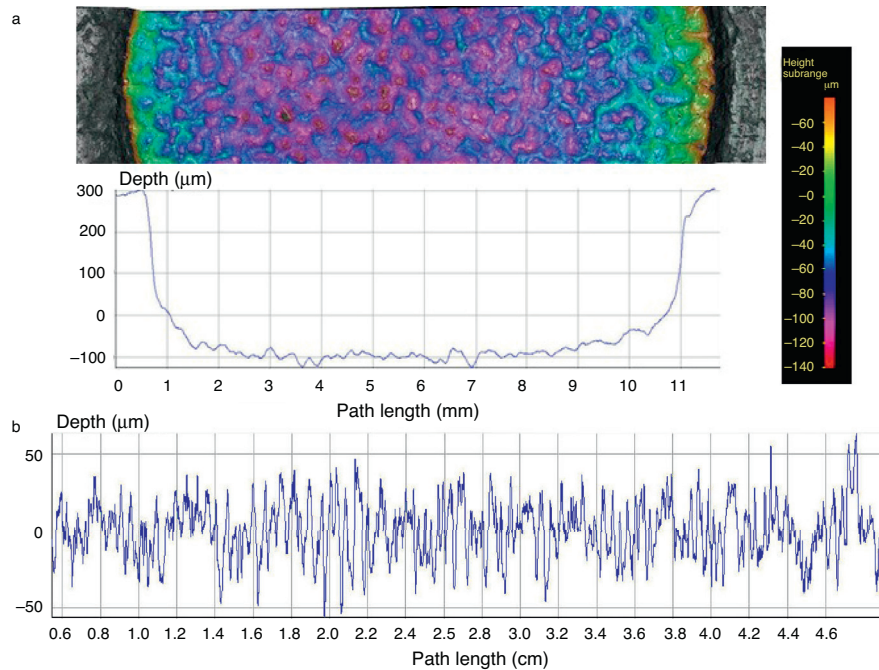 a
Height
subrange
μm
−60
−40
−20
−0
−20
−40
−60
−80
−100
−120
−140
Depth (μm)
300
200
100
0
−100
0 1 2 3 4 5 6 7 8 9 10 11
Path length (mm)
b
Depth (μm)
50
0
−50
0.6 0.8 1.0 1.2 1.4 1.6 1.8 2.0 2.2 2.4 2.6 2.8 3.0 3.2 3.4 3.6 3.8 4.0 4.2 4.4 4.6
Path length (cm)